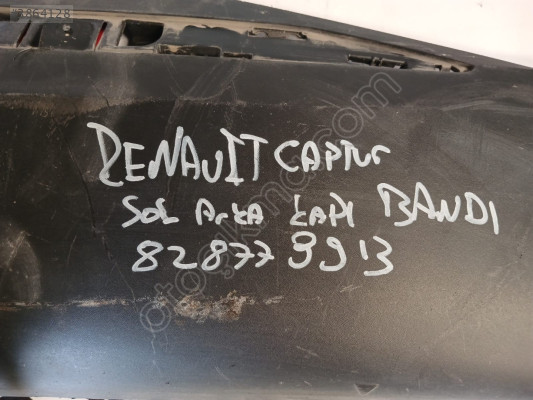 RENAULT CAPTUR
SOL ARKA KAPI BANDI
828779913